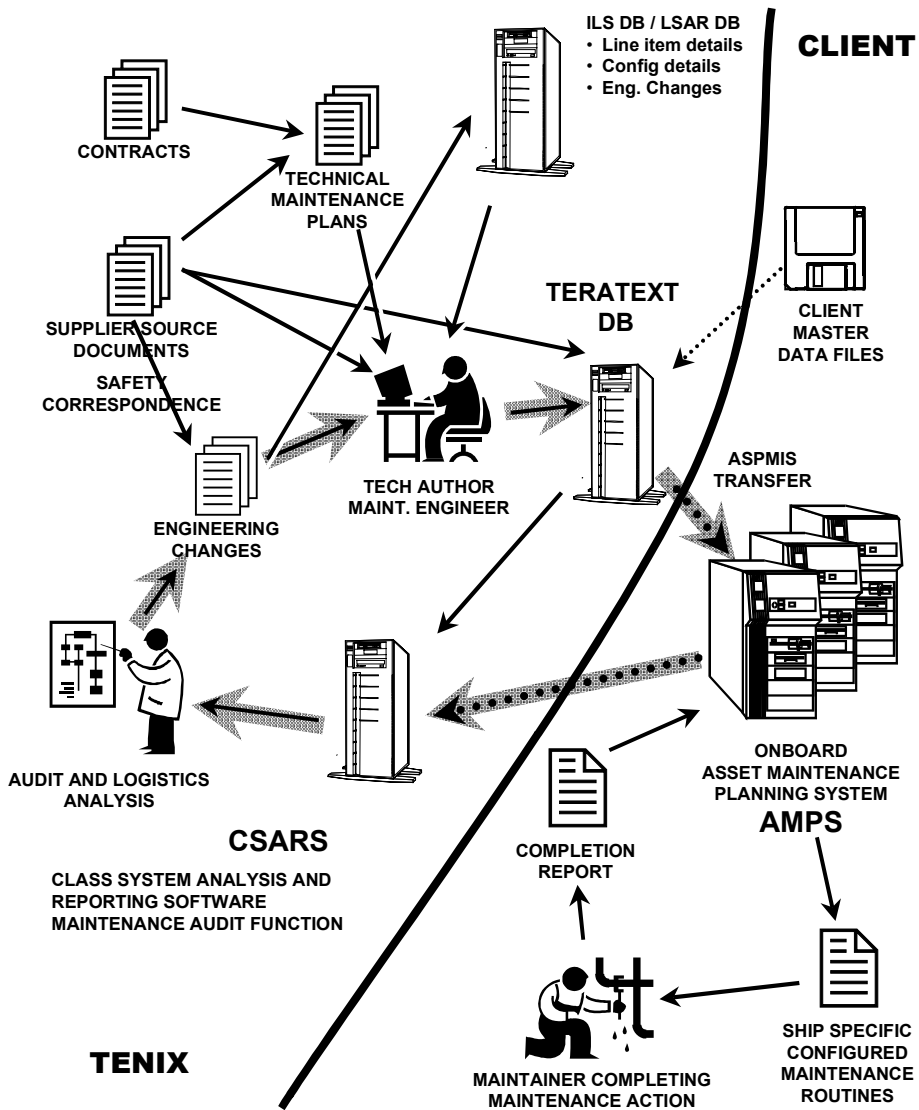 ILS DB / LSAR DB
• Line item details
• Config details
• Eng. Changes
CLIENT
CONTRACTS
TECHNICAL
MAINTENANCE
PLANS
SUPPLIER SOURCE
DOCUMENTS
SAFETY
CORRESPONDENCE
TERATEXT
DB
CLIENT
MASTER
DATA FILES
ENGINEERING
CHANGES
TECH AUTHOR
MAINT. ENGINEER
ASPMIS
TRANSFER
AUDIT AND LOGISTICS
ANALYSIS
CSARS
CLASS SYSTEM ANALYSIS AND
REPORTING SOFTWARE
MAINTENANCE AUDIT FUNCTION
ONBOARD
ASSET MAINTENANCE
PLANNING SYSTEM
AMPS
COMPLETION
REPORT
SHIP SPECIFIC
CONFIGURED
MAINTENANCE
ROUTINES
MAINTAINER COMPLETING
MAINTENANCE ACTION
TENIX